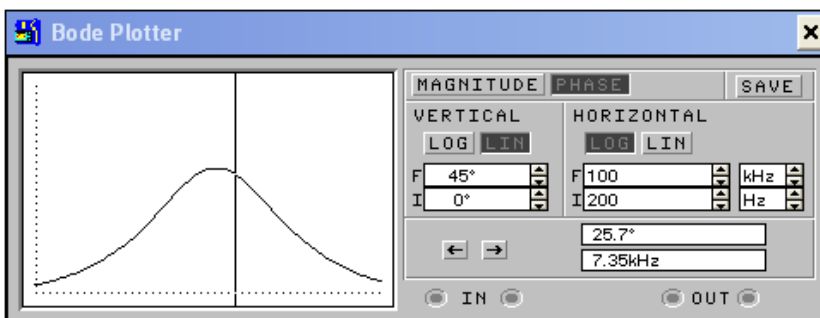 Bode Plotter
MAGNITUDE PHASE SAVE
VERTICAL HORIZONTAL
LOG LIN LOG LIN
F 45° F 100 kHz
I 0° I 200 Hz
25.7°
7.35kHz
IN OUT